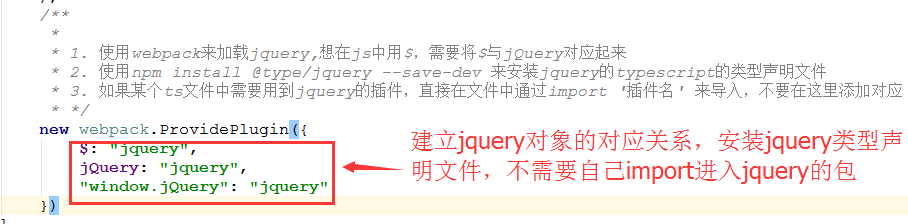 ),
/**
*
* 1. 使用webpack来加载jquery,想在js中用$，需要将$与jQuery对应起来
* 2. 使用npm install @type/jquery --save-dev 来安装jquery的typescript的类型声明文件
* 3. 如果某个ts文件中需要用到jquery的插件，直接在文件中通过import '插件名' 来导入，不要在这里添加对应
* */
new webpack.ProvidePlugin({
$: "jquery",
jQuery: "jquery",
"window.jQuery": "jquery"
})
建立jquery对象的对应关系，安装jquery类型声
明文件，不需要自己import进入jquery的包